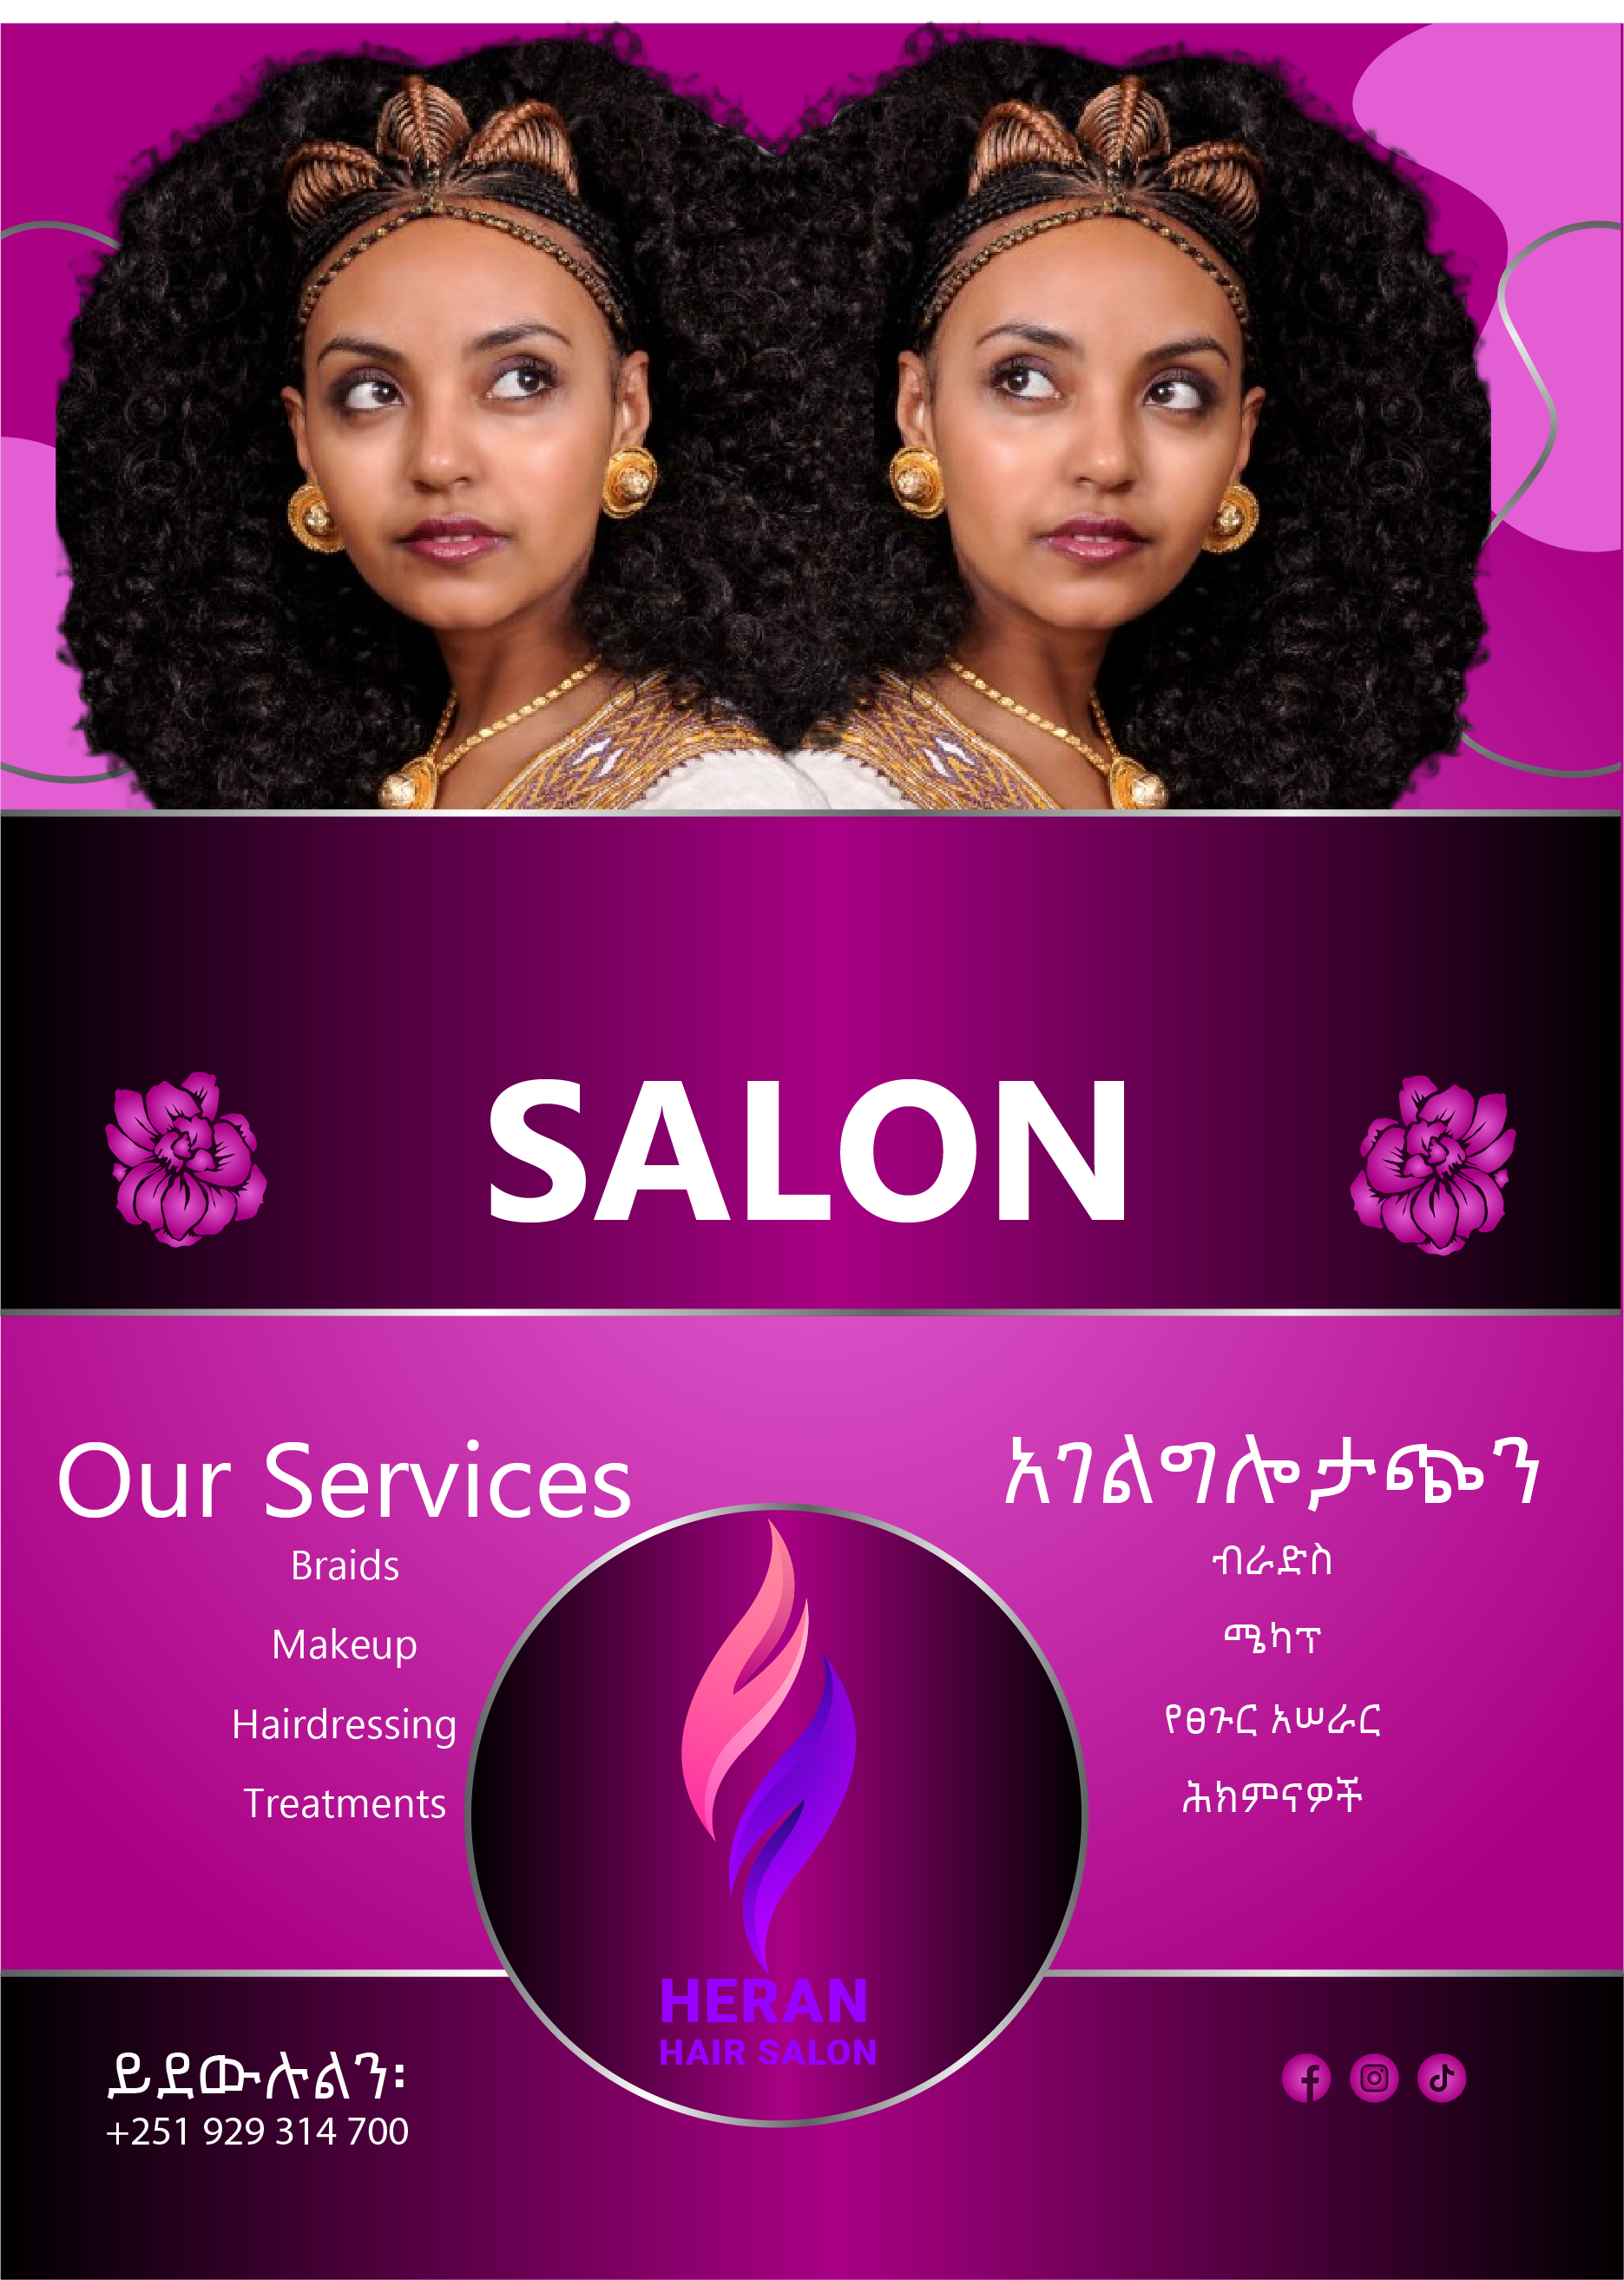 SALON
Our Services
Braids
Makeup
Hairdressing
Treatments
አገልግሎታጭን
ብራድስ
ሜካፕ
የፀጉር አሠራር
ሕክምናዎች
HERAN
HAIR SALON
ይደውሉልን፡
+251 929 314 700